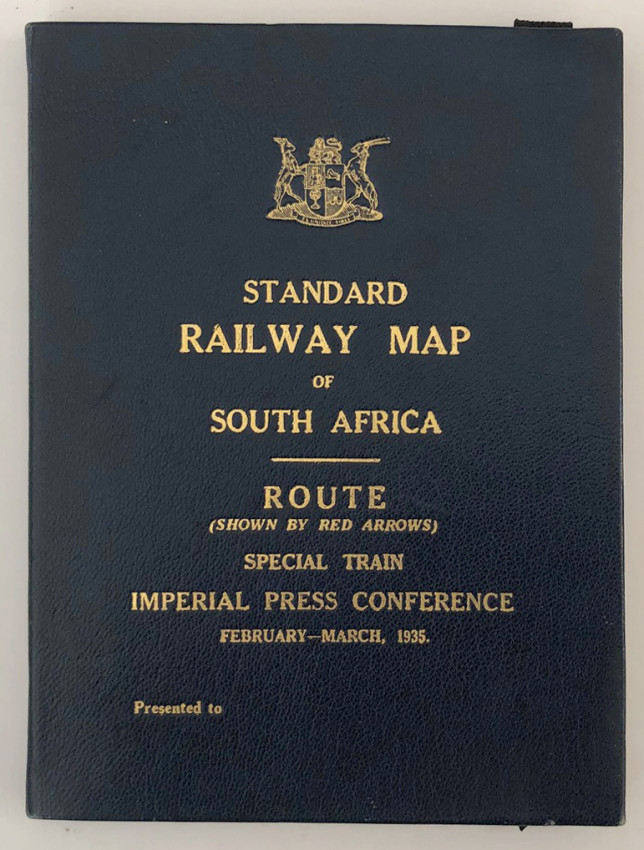 STANDARD
RAILWAY MAP
OF
SOUTH AFRICA
ROUTE
(SHOWN BY RED ARROWS)
SPECIAL TRAIN
IMPERIAL PRESS CONFERENCE
FEBRUARY—MARCH, 1935.
Presented to